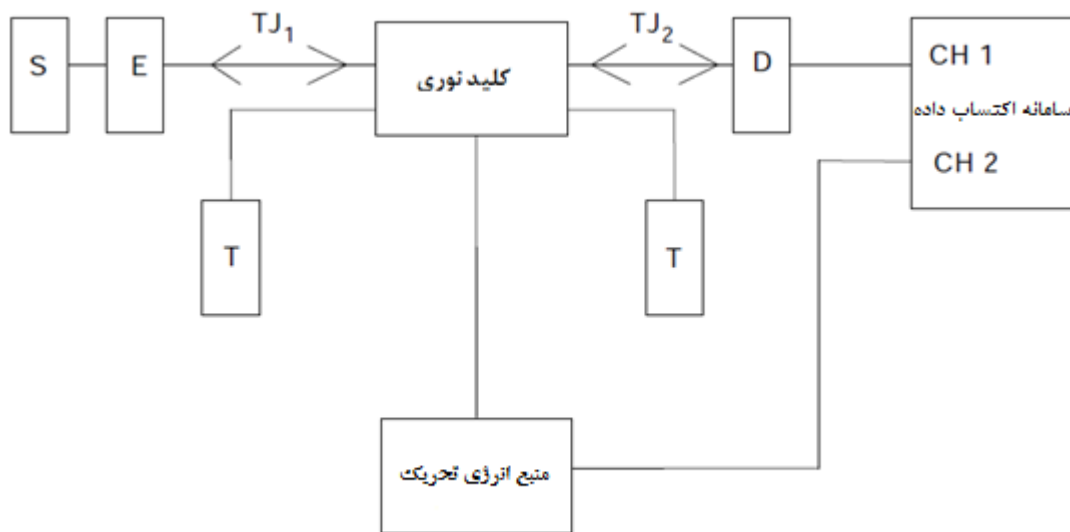 S
E
TJ1
کلید نوری
TJ2
D
CH 1
سامانه اکتساب داده
CH 2
T
T
منبع انرژی تحریک